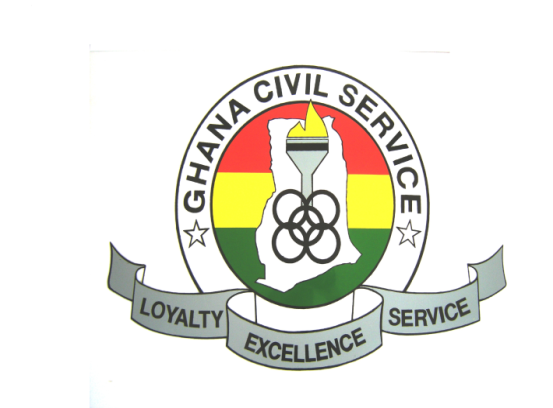 GHANA CIVIL SERVICE
LOYALTY
EXCELLENCE
SERVICE